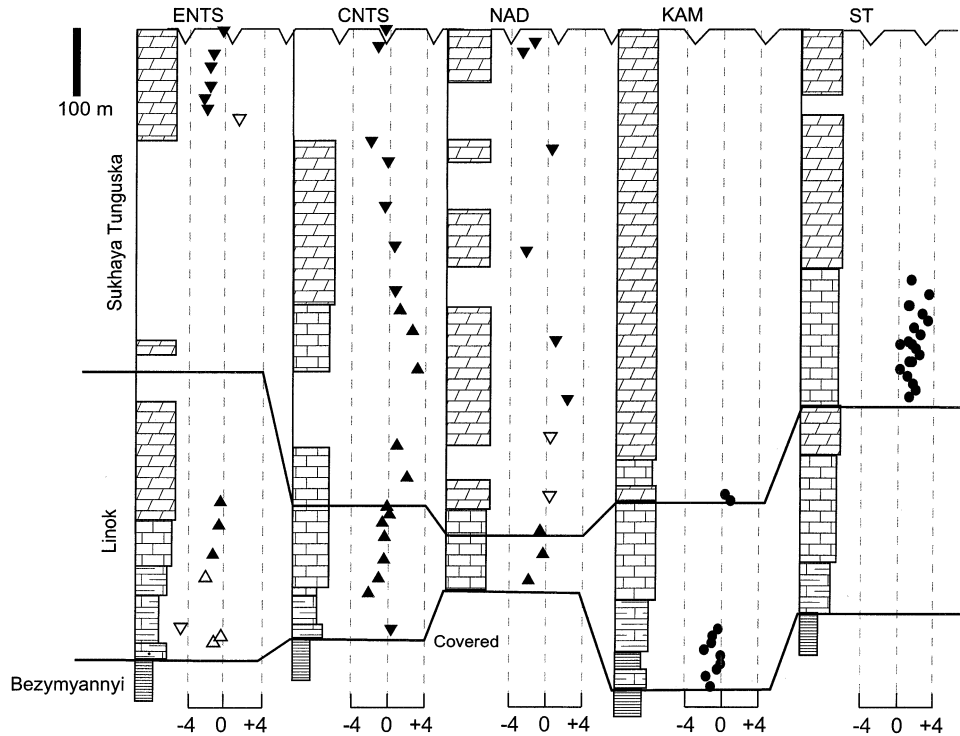 ENTS CNTS NAD KAM ST
100 m
Sukhaya Tunguska
Linok
Covered
Bezymyannyi
-4 0 +4 -4 0 +4 -4 0 +4 -4 0 +4 -4 0 +4